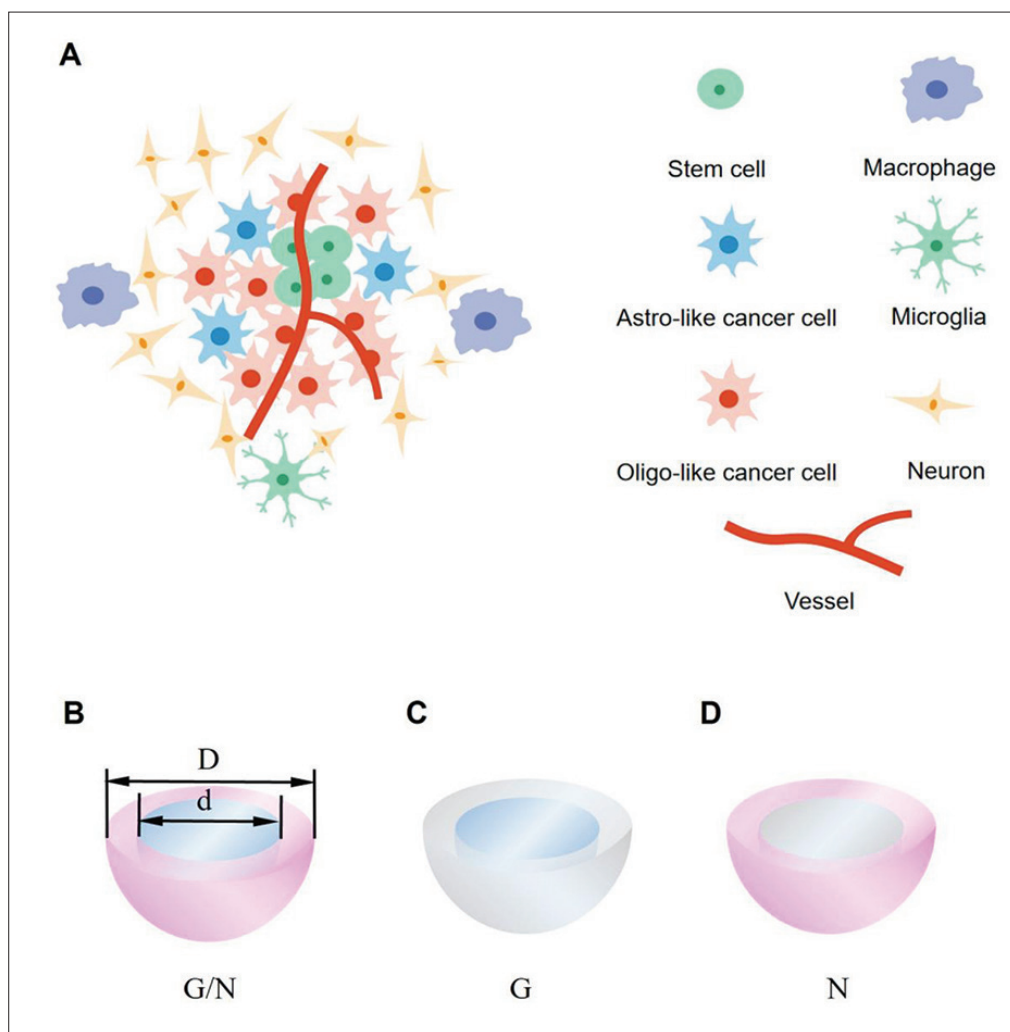 A
Stem cell
Macrophage
Astro-like cancer cell
Microglia
Oligo-like cancer cell
Neuron
Vessel
B
C
D
D
d
G/N
G
N